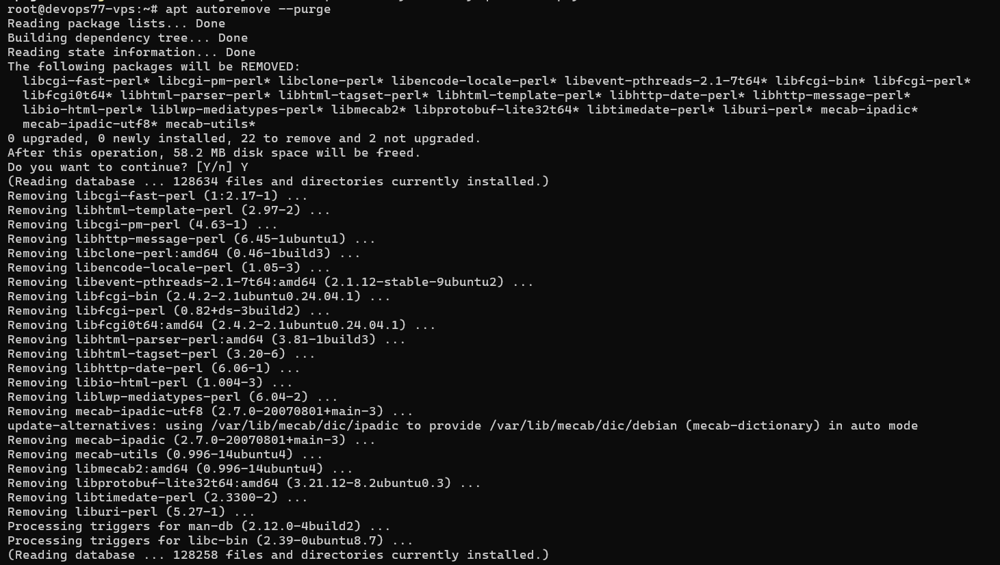 root@devops77-vps:~# apt autoremove --purge
Reading package lists... Done
Building dependency tree... Done
Reading state information... Done
The following packages will be REMOVED:
  libcgi-fast-perl* libcgi-pm-perl* libclone-perl* libencode-locale-perl* libevent-pthreads-2.1-7t64* libfcgi-bin* libfcgi-perl*
  libfcgi0t64* libhtml-parser-perl* libhtml-tagset-perl* libhtml-template-perl* libhttp-date-perl* libhttp-message-perl*
  libio-html-perl* liblwp-mediatypes-perl* libmecab2* libprotobuf-lite32t64* libtimedate-perl* liburi-perl* mecab-ipadic*
  mecab-ipadic-utf8* mecab-utils*
0 upgraded, 0 newly installed, 22 to remove and 2 not upgraded.
After this operation, 58.2 MB disk space will be freed.
Do you want to continue? [Y/n] Y
(Reading database ... 128634 files and directories currently installed.)
Removing libcgi-fast-perl (1:2.17-1) ...
Removing libhtml-template-perl (2.97-2) ...
Removing libcgi-pm-perl (4.63-1) ...
Removing libhttp-message-perl (6.45-1ubuntu1) ...
Removing libclone-perl:amd64 (0.46-1build3) ...
Removing libencode-locale-perl (1.05-3) ...
Removing libevent-pthreads-2.1-7t64:amd64 (2.1.12-stable-9ubuntu2) ...
Removing libfcgi-bin (2.4.2-2.1ubuntu0.24.04.1) ...
Removing libfcgi-perl (0.82+ds-3build2) ...
Removing libfcgi0t64:amd64 (2.4.2-2.1ubuntu0.24.04.1) ...
Removing libhtml-parser-perl:amd64 (3.81-1build3) ...
Removing libhtml-tagset-perl (3.20-6) ...
Removing libhttp-date-perl (6.06-1) ...
Removing libio-html-perl (1.004-3) ...
Removing liblwp-mediatypes-perl (6.04-2) ...
Removing mecab-ipadic-utf8 (2.7.0-20070801+main-3) ...
update-alternatives: using /var/lib/mecab/dic/ipadic to provide /var/lib/mecab/dic/debian (mecab-dictionary) in auto mode
Removing mecab-ipadic (2.7.0-20070801+main-3) ...
Removing mecab-utils (0.996-14ubuntu4) ...
Removing libmecab2:amd64 (0.996-14ubuntu4) ...
Removing libprotobuf-lite32t64:amd64 (3.21.12-8.2ubuntu0.3) ...
Removing libtimedate-perl (2.3300-2) ...
Removing liburi-perl (5.27-1) ...
Processing triggers for man-db (2.12.0-4build2) ...
Processing triggers for libc-bin (2.39-0ubuntu8.7) ...
(Reading database ... 128258 files and directories currently installed.)